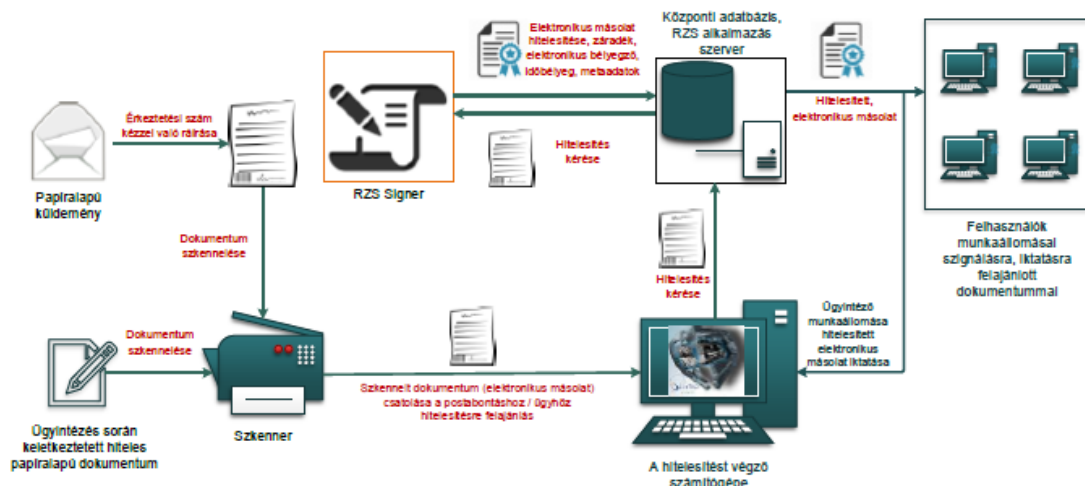 Elektronikus másolat
hitelesítése, záradék,
elektronikus bélyegző,
időbélyeg, metaadatok
Központi adatbázis,
RZS alkalmazás
szerver
Érkeztetési szám
kézzel való ráírása
Hitelesített,
elektronikus másolat
Hitelesítés
kérése
Papíralapú
küldemény
RZS Signer
Felhasználók
munkaállomásai
szignálásra, iktatásra
felajánlott
dokumentummal
Dokumentum
szkennelése
Hitelesítés
kérése
Ügyintéző
munkaállomása
hitelesített
elektronikus
másolat iktatása
Dokumentum
szkennelése
Szkennelt dokumentum (elektronikus másolat)
csatolása a postabontáshoz / ügyhöz
hitelesítésre felajánlás
Ügyintézés során
keletkeztetett hiteles
papíralapú dokumentum
Szkenner
A hitelesítést végző
számítógépe